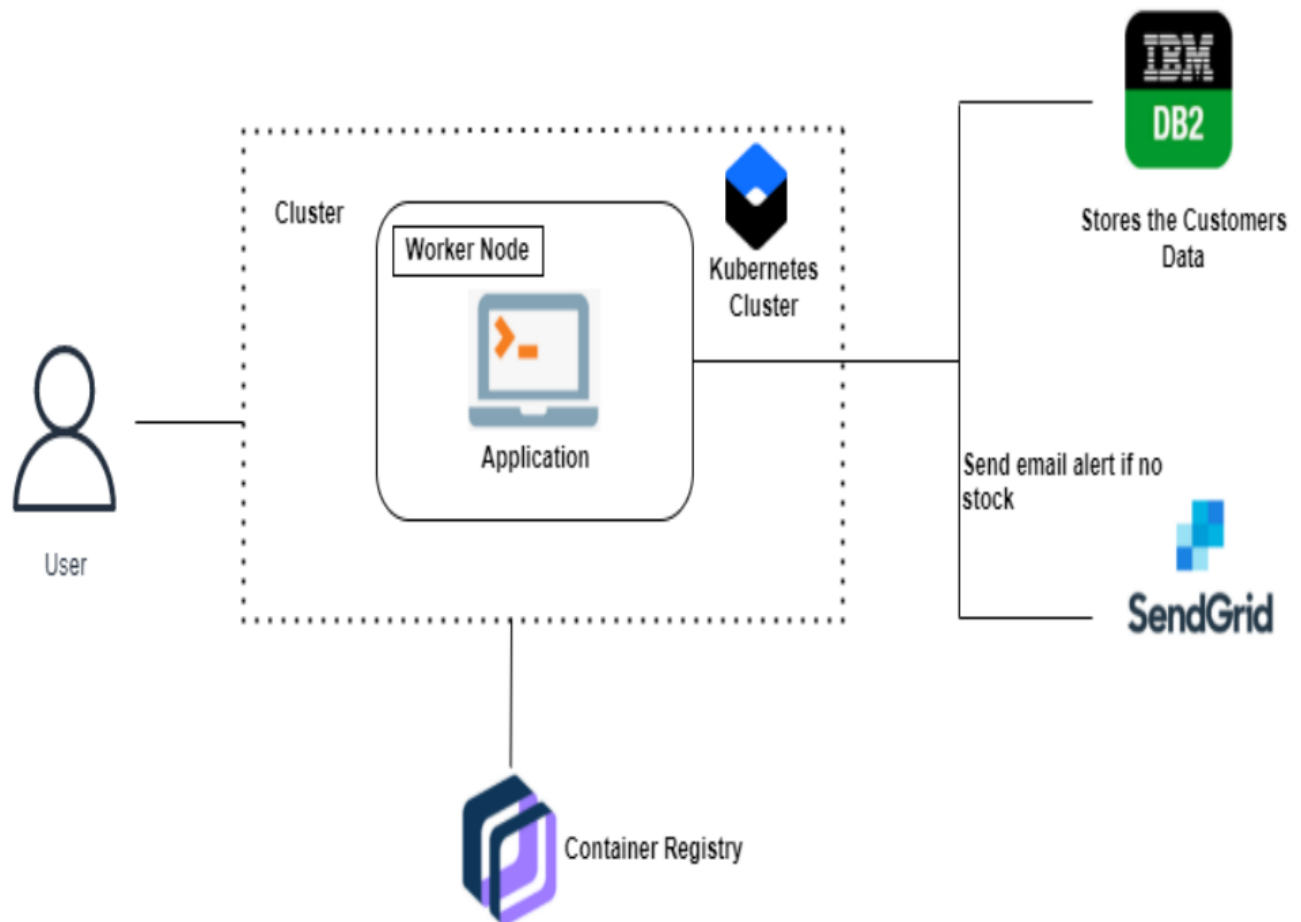 IBM
DB2
Stores the Customers
Data
Cluster
Worker Node
Kubernetes
Cluster
Application
User
Send email alert if no
stock
SendGrid
Container Registry